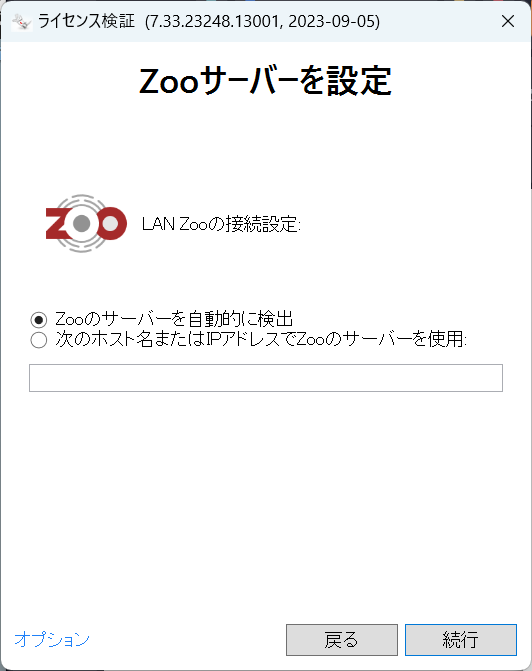 ライセンス検証 (7.33.23248.13001, 2023-09-05)
Zooサーバーを設定
ZOO
LAN Zooの接続設定:
Zooのサーバーを自動的に検出
次のホスト名またはIPアドレスでZooのサーバーを使用:
オプション
戻る
続行